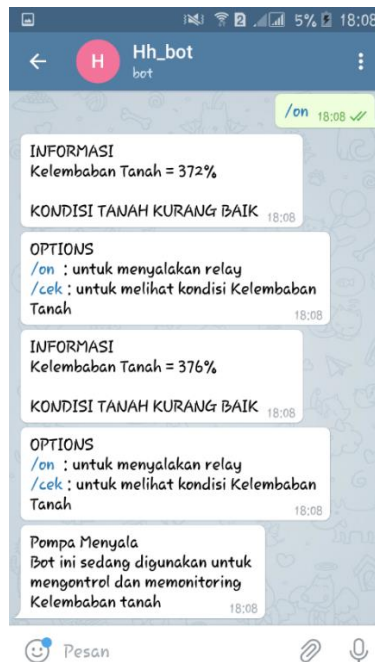 2 5% 18:08
H
Hh_bot
bot
/on 18:08
INFORMASI
Kelembaban Tanah = 372%
KONDISI TANAH KURANG BAIK 18:08
OPTIONS
/on : untuk menyalakan relay
/cek : untuk melihat kondisi Kelembaban
Tanah 18:08
INFORMASI
Kelembaban Tanah = 376%
KONDISI TANAH KURANG BAIK 18:08
OPTIONS
/on : untuk menyalakan relay
/cek : untuk melihat kondisi Kelembaban
Tanah 18:08
Pompa Menyala
Bot ini sedang digunakan untuk
mengontrol dan memonitoring
Kelembaban tanah 18:08
Pesan